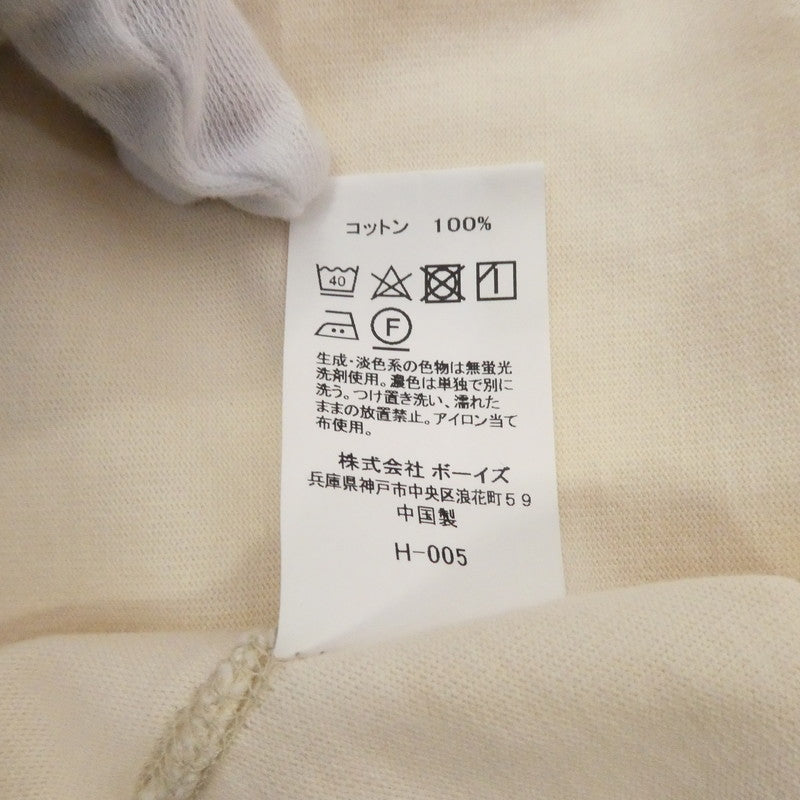 コットン 100%
40
F
生成・淡色系の色物は無蛍光
洗剤使用。濃色は単独で別に
洗う。つけ置き洗い、濡れた
ままの放置禁止。アイロン当て
布使用。
株式会社 ボーイズ
兵庫県神戸市中央区浪花町59
中国製
H-005